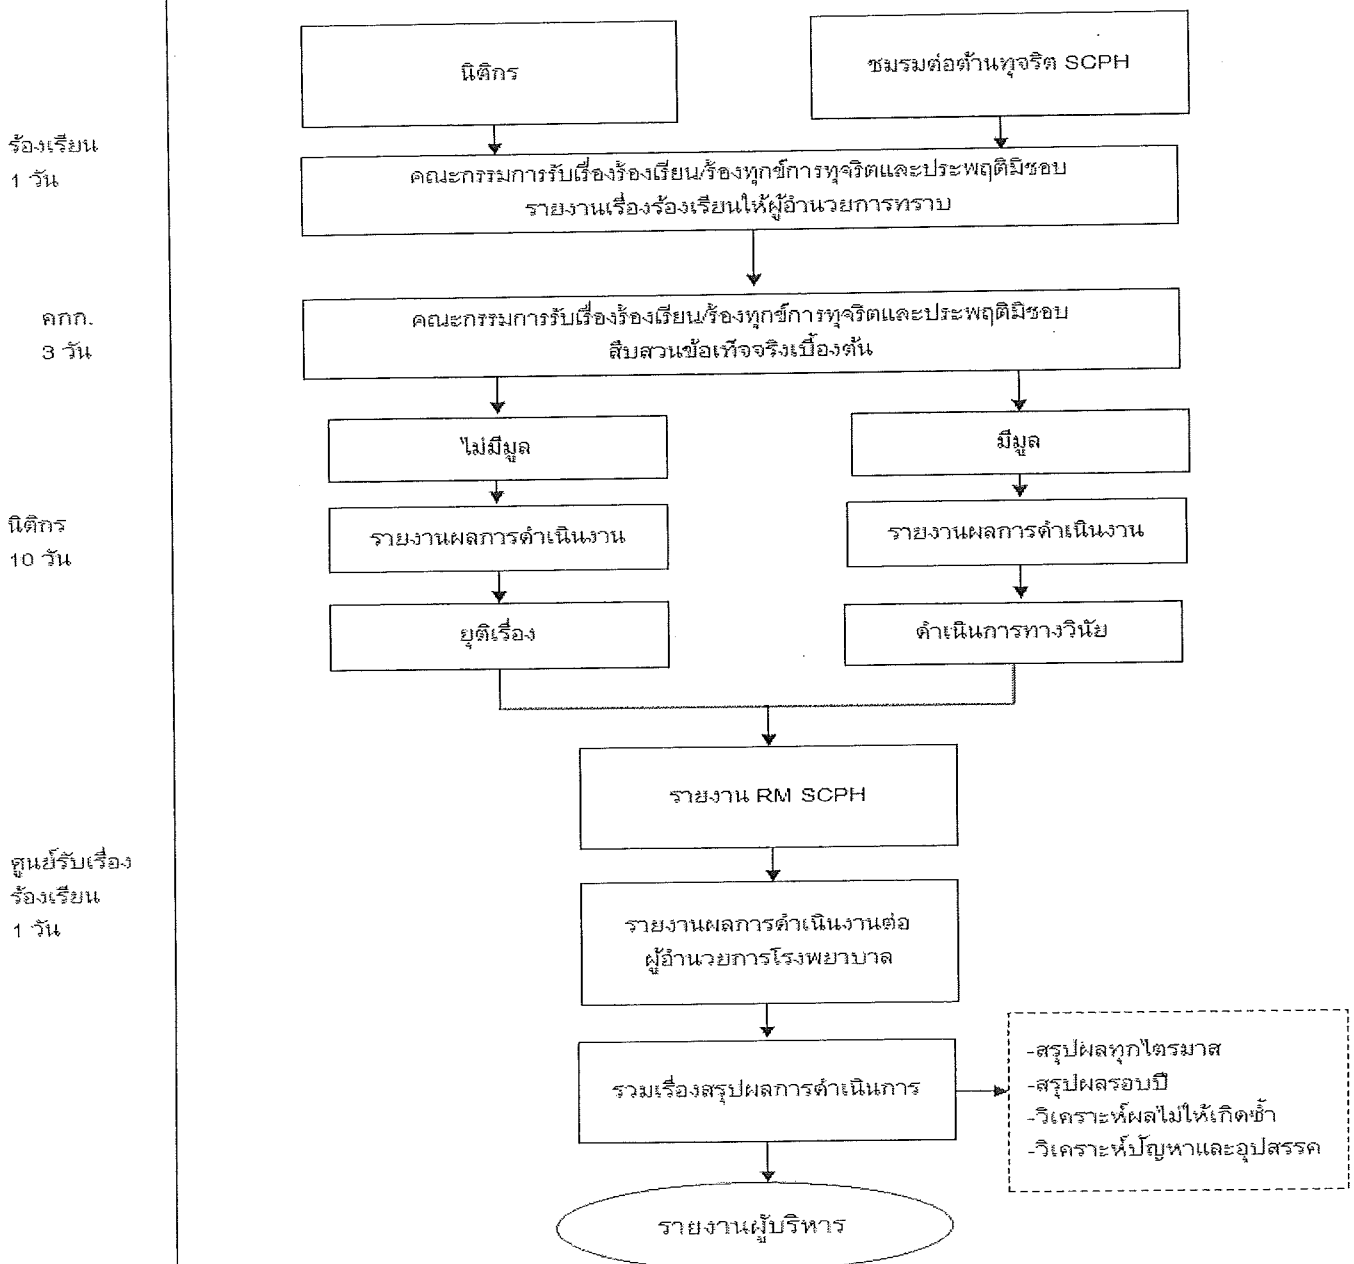 นิติกร
ชมรมต่อต้านทุจริต SCPH
ร้องเรียน
1 วัน
คณะกรรมการรับเรื่องร้องเรียน/ร้องทุกข์การทุจริตและประพฤติมิชอบ
รายงานเรื่องร้องเรียนให้ผู้อำนวยการทราบ
คกก.
3 วัน
คณะกรรมการรับเรื่องร้องเรียน/ร้องทุกข์การทุจริตและประพฤติมิชอบ
สืบสวนข้อเท็จจริงเบื้องต้น
ไม่มีมูล
มีมูล
นิติกร
10 วัน
รายงานผลการดำเนินงาน
รายงานผลการดำเนินงาน
ยุติเรื่อง
ดำเนินการทางวินัย
รายงาน RM SCPH
ศูนย์รับเรื่อง
ร้องเรียน
1 วัน
รายงานผลการดำเนินงานต่อ
ผู้อำนวยการโรงพยาบาล
รวมเรื่องสรุปผลการดำเนินการ
-สรุปผลทุกไตรมาส
-สรุปผลรอบปี
-วิเคราะห์ผลไม่ให้เกิดซ้ำ
-วิเคราะห์ปัญหาและอุปสรรค
รายงานผู้บริหาร